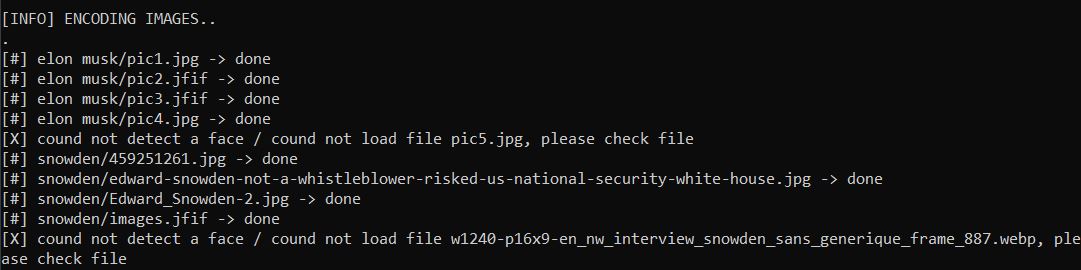 [INFO] ENCODING IMAGES..
.
[#] elon musk/pic1.jpg -> done
[#] elon musk/pic2.jfif -> done
[#] elon musk/pic3.jfif -> done
[#] elon musk/pic4.jpg -> done
[X] cound not detect a face / cound not load file pic5.jpg, please check file
[#] snowden/459251261.jpg -> done
[#] snowden/edward-snowden-not-a-whistleblower-risked-us-national-security-white-house.jpg -> done
[#] snowden/Edward_Snowden-2.jpg -> done
[#] snowden/images.jfif -> done
[X] cound not detect a face / cound not load file w1240-p16x9-en_nw_interview_snowden_sans_generique_frame_887.webp, ple
ase check file